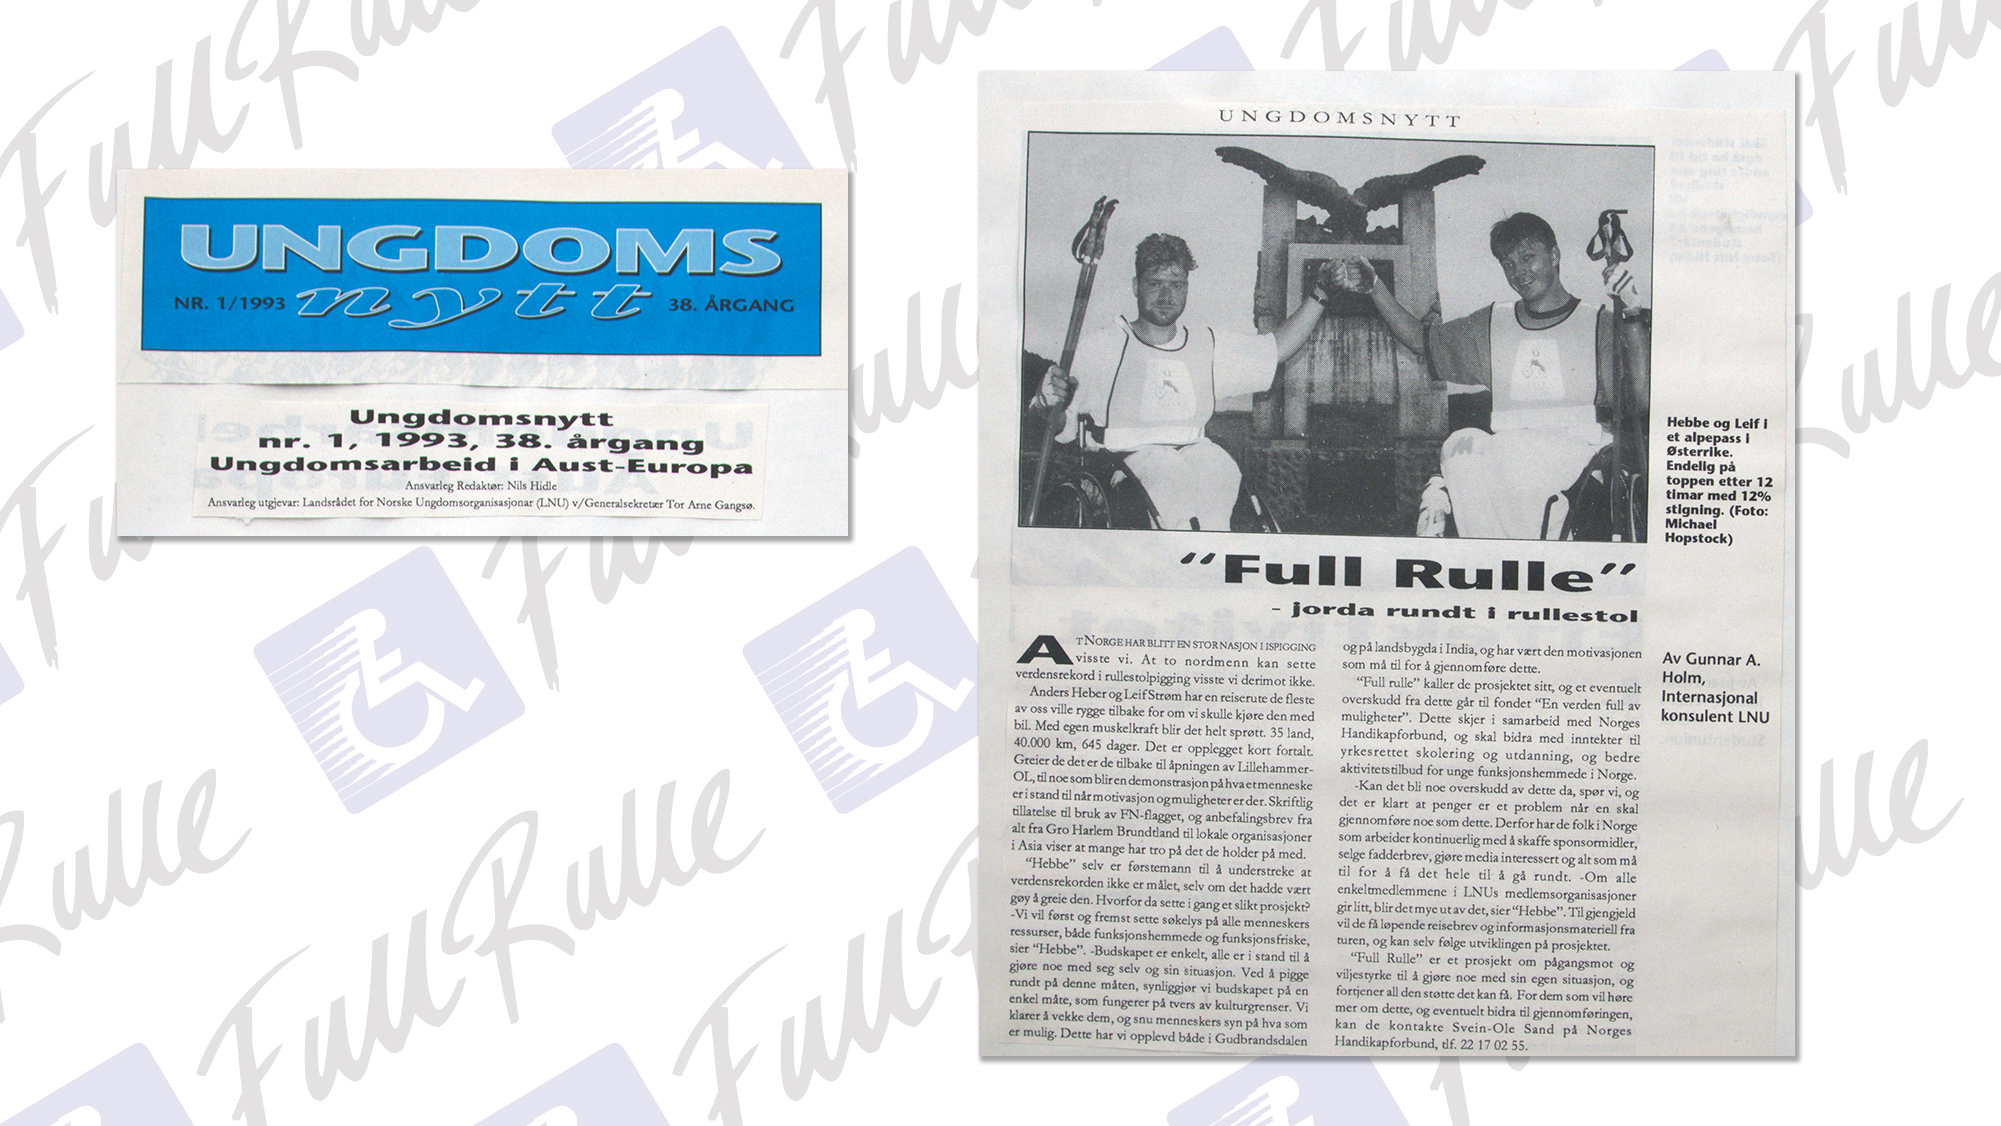 UNGDOMS
NR. 1/1993 nytt 38. ÅRGANG
Ungdomsnytt
nr. 1, 1993, 38. årgang
Ungdomsarbeid i Aust-Europa
Ansvarleg Redaktør: Nils Hidle
Ansvarleg utgjevar: Landsrådet for Norske Ungdomsorganisasjonar (LNU) v/Generalsekretær Tor Arne Gangsø.
UNGDOMSNYTT
Hebbe og Leif i
et alpepass i
Østerrike.
Endelig på
toppen etter 12
timar med 12%
stigning. (Foto:
Michael
Hopstock)
"Full Rulle"
- jorda rundt i rullestol
Av Gunnar A.
Holm,
Internasjonal
konsulent LNU
AT NORGE HAR BLITT EN STOR NASJON I ISPIGGING
visste vi. At to nordmenn kan sette
verdensrekord i rullestolpigging visste vi derimot ikke.
Anders Heber og Leif Strøm har en reiserute de fleste
av oss ville rygge tilbake for om vi skulle kjøre den med
bil. Med egen muskelkraft blir det helt sprøtt. 35 land,
40.000 km, 645 dager. Det er opplegget kort fortalt.
Greier de det er de tilbake til åpningen av Lillehammer-
OL, til noe som blir en demonstrasjon på hva et menneske
er i stand til når motivasjon og muligheter er der. Skriftlig
tillatelse til bruk av FN-flagget, og anbefalingsbrev fra
alt fra Gro Harlem Brundtland til lokale organisasjoner
i Asia viser at mange har tro på det de holder på med.
"Hebbe" selv er førstemann til å understreke at
verdensrekorden ikke er målet, selv om det hadde vært
gøy å greie den. Hvorfor da sette i gang et slikt prosjekt?
-Vi vil først og fremst sette søkelys på alle menneskers
ressurser, både funksjonshemmede og funksjonsfriske,
sier "Hebbe". -Budskapet er enkelt, alle er i stand til å
gjøre noe med seg selv og sin situasjon. Ved å pigge
rundt på denne måten, synliggjør vi budskapet på en
enkel måte, som fungerer på tvers av kulturgrenser. Vi
klarer å vekke dem, og snu menneskers syn på hva som
er mulig. Dette har vi opplevd både i Gudbrandsdalen
og på landsbygda i India, og har vært den motivasjonen
som må til for å gjennomføre dette.
"Full rulle" kaller de prosjektet sitt, og et eventuelt
overskudd fra dette går til fondet "En verden full av
muligheter". Dette skjer i samarbeid med Norges
Handikapforbund, og skal bidra med inntekter til
yrkesrettet skolering og utdanning, og bedre
aktivitetstilbud for unge funksjonshemmede i Norge.
-Kan det bli noe overskudd av dette da, spør vi, og
det er klart at penger er et problem når en skal
gjennomføre noe som dette. Derfor har de folk i Norge
som arbeider kontinuerlig med å skaffe sponsormidler,
selge fadderbrev, gjøre media interessert og alt som må
til for å få det hele til å gå rundt. -Om alle
enkeltmedlemmene i LNUs medlemsorganisasjoner
gir litt, blir det mye ut av det, sier "Hebbe". Til gjengjeld
vil de få løpende reisebrev og informasjonsmateriell fra
turen, og kan selv følge utviklingen på prosjektet.
"Full Rulle" er et prosjekt om pågangsmot og
viljestyrke til å gjøre noe med sin egen situasjon, og
fortjener all den støtte det kan få. For dem som vil høre
mer om dette, og eventuelt bidra til gjennomføringen,
kan de kontakte Svein-Ole Sand på Norges
Handikapforbund, tlf. 22 17 02 55.
Full Rulle